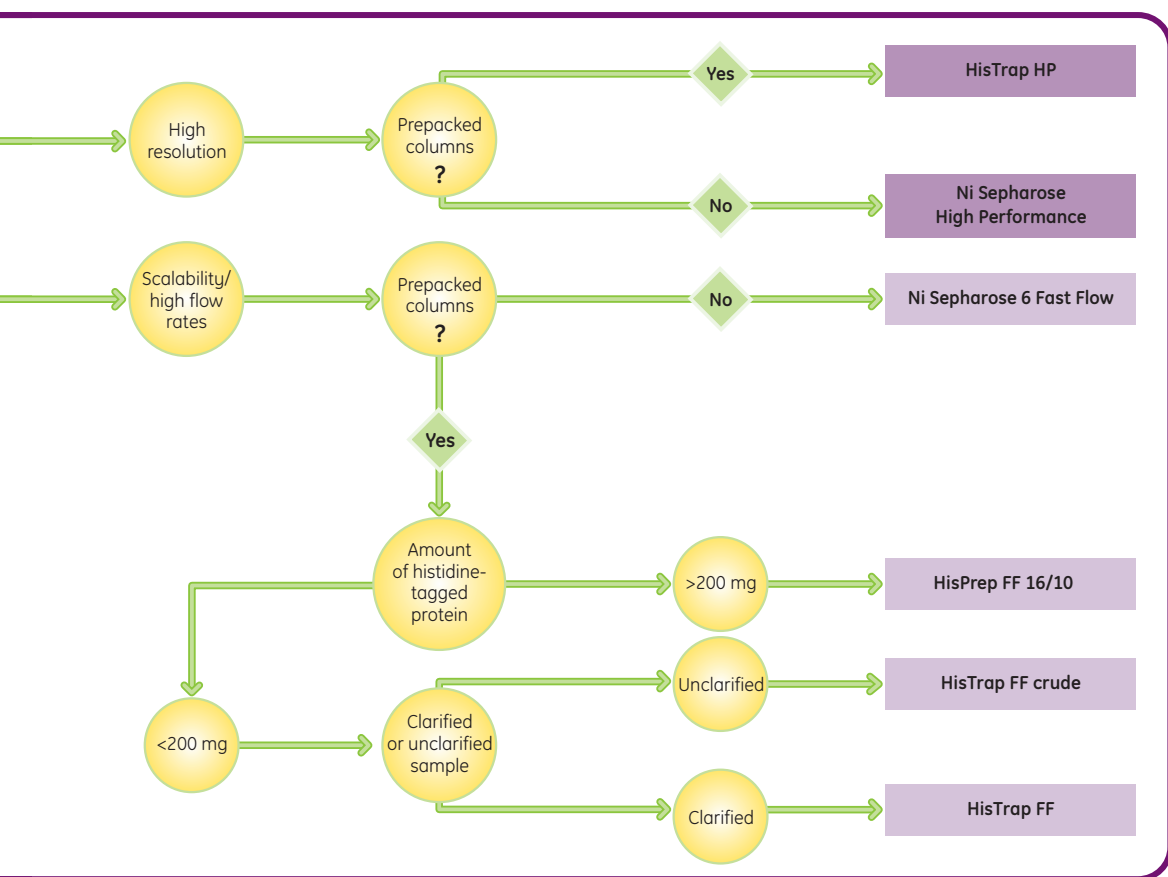 Yes
HisTrap HP
High
resolution
Prepacked
columns
?
No
Ni Sepharose
High Performance
Scalability/
high flow
rates
Prepacked
columns
?
No
Ni Sepharose 6 Fast Flow
Yes
Amount
of histidine-
tagged
protein
>200 mg
HisPrep FF 16/10
Unclarified
HisTrap FF crude
<200 mg
Clarified
or unclarified
sample
Clarified
HisTrap FF